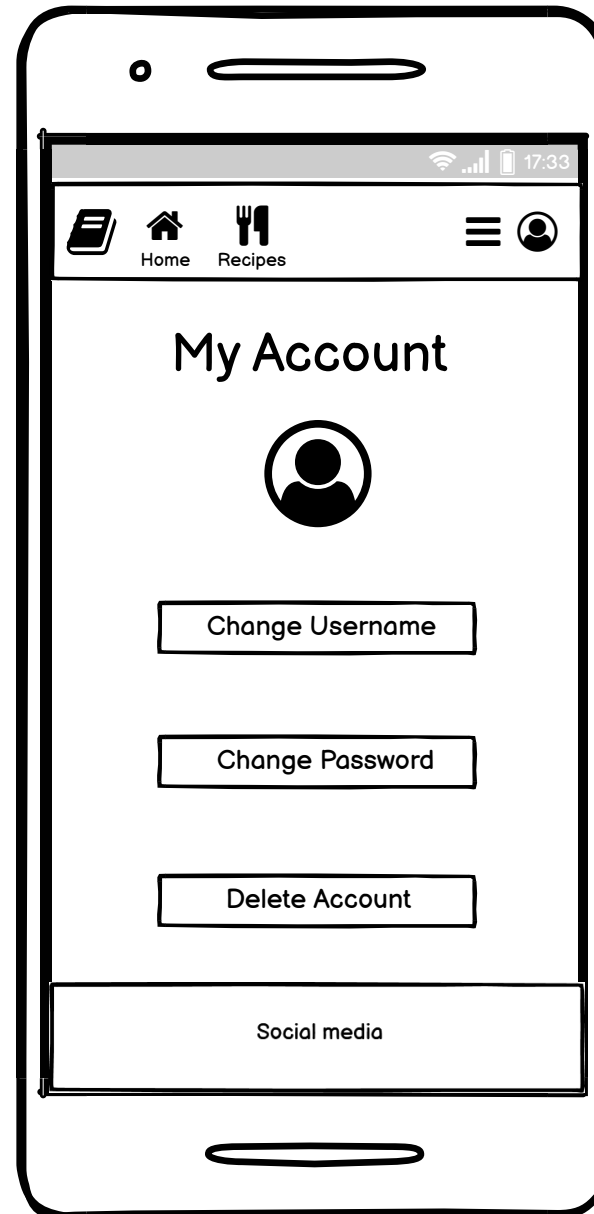 17:33
Home
Recipes
My Account
Change Username
Change Password
Delete Account
Social media